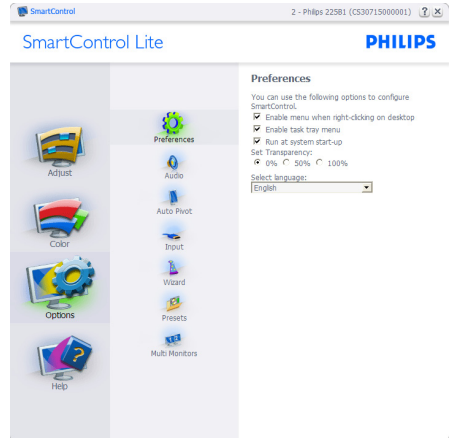 SmartControl
2 - Philips 225B1 (CS30715000001)
? X
SmartControl Lite
PHILIPS
Adjust
Color
Options
Help
Preferences
Audio
Auto Pivot
Input
Wizard
Presets
Multi Monitors
Preferences
You can use the following options to configure
SmartControl.
Enable menu when right-clicking on desktop
Enable task tray menu
Run at system start-up
Set Transparency:
0% 50% 100%
Select language:
English